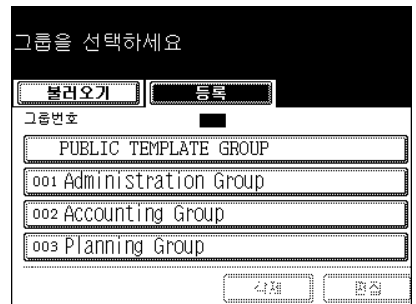 그룹을 선택하세요
불러오기 등록
그룹번호
PUBLIC TEMPLATE GROUP
001 Administration Group
002 Accounting Group
003 Planning Group
삭제 편집